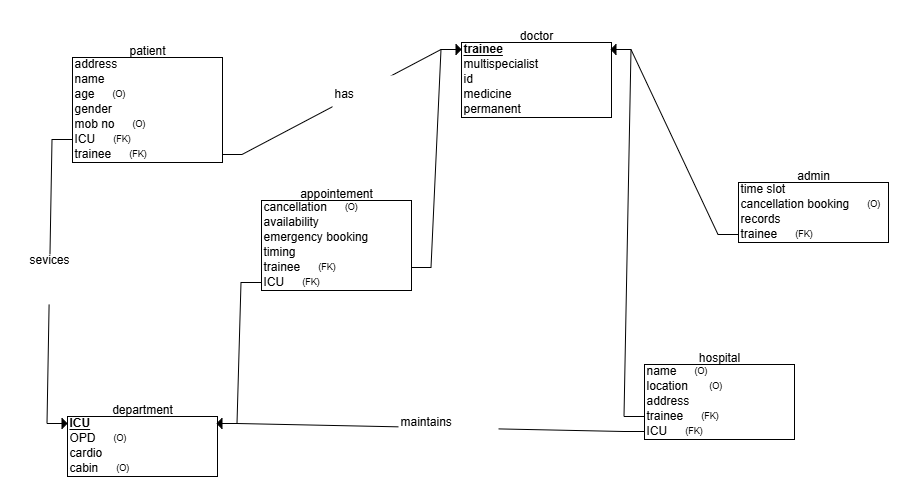 patient
address
name
age (O)
gender
mob no (O)
ICU (FK)
trainee (FK)
has
doctor
trainee
multispecialist
id
medicine
permanent
appointement
cancellation (O)
availability
emergency booking
timing
trainee (FK)
ICU (FK)
admin
time slot
cancellation booking (O)
records
trainee (FK)
sevices
hospital
name (O)
location (O)
address
trainee (FK)
ICU (FK)
department
ICU
OPD (O)
cardio
cabin (O)
maintains